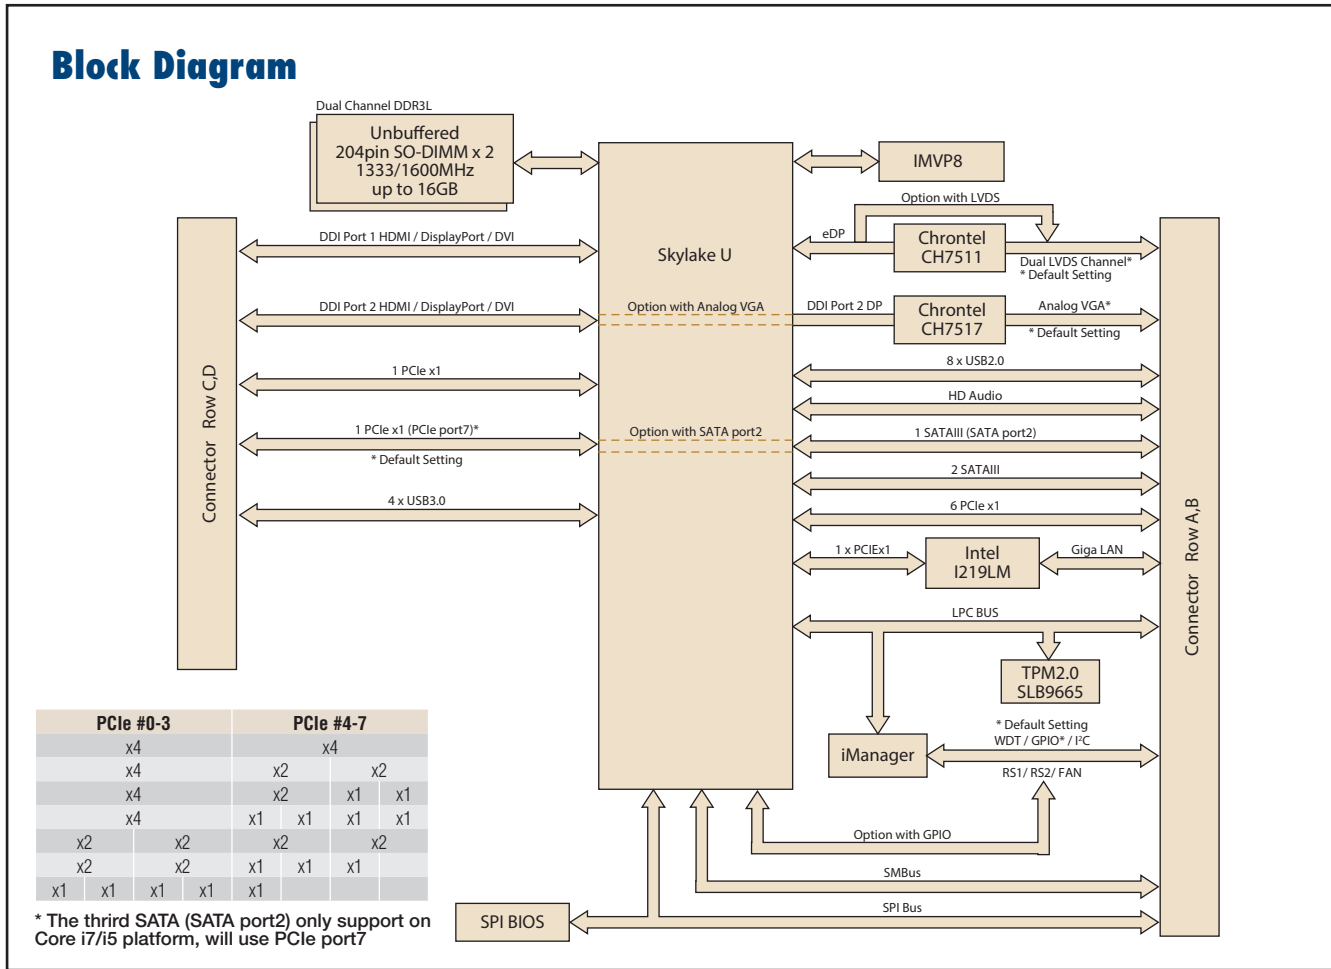 Block Diagram
Dual Channel DDR3L
Unbuffered
204pin SO-DIMM x 2
1333/1600MHz
up to 16GB
IMVP8
Option with LVDS
eDP
Chrontel
CH7511
Dual LVDS Channel*
* Default Setting
Skylake U
DDI Port 1 HDMI / DisplayPort / DVI
DDI Port 2 HDMI / DisplayPort / DVI
Option with Analog VGA
DDI Port 2 DP
Chrontel
CH7517
Analog VGA*
* Default Setting
1 PCIe x1
8 x USB2.0
HD Audio
1 PCIe x1 (PCIe port7)*
* Default Setting
Option with SATA port2
1 SATAIII (SATA port2)
2 SATAIII
4 x USB3.0
6 PCIe x1
Connector Row C,D
Connector Row A,B
1 x PCIEx1
Intel
I219LM
Giga LAN
LPC BUS
TPM2.0
SLB9665
iManager
* Default Setting
WDT / GPIO* / I²C
RS1/ RS2/ FAN
Option with GPIO
SMBus
SPI Bus
SPI BIOS
PCIe #0-3 PCIe #4-7
x4 x4
x4 x2 x2
x4 x2 x1 x1
x4 x1 x1 x1 x1
x2 x2 x2 x2
x2 x2 x1 x1 x1
x1 x1 x1 x1 x1
* The thrird SATA (SATA port2) only support on
Core i7/i5 platform, will use PCIe port7